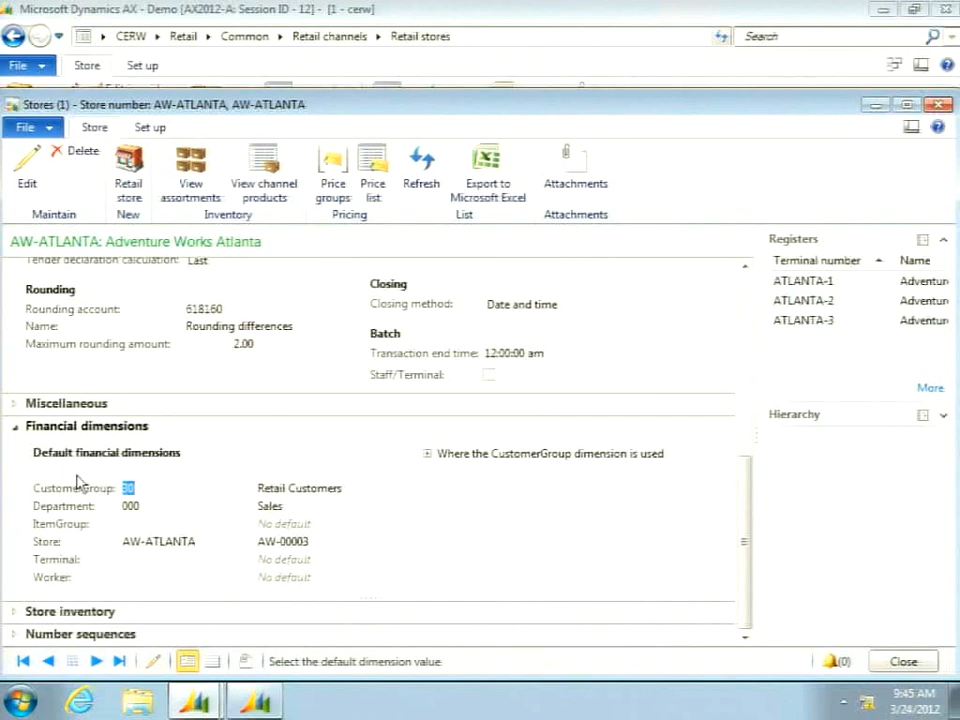 Microsoft Dynamics AX - Demo [AX2012-A: Session ID - 12] - [1 - cerw]
CERW Retail Common Retail channels Retail stores
Search
File Store Set up
Stores (1) - Store number: AW-ATLANTA, AW-ATLANTA
File Store Set up
Edit
Delete
Maintain
Retail store
New
View assortments
View channel products
Inventory
Price groups
Price list
Pricing
Refresh
Export to Microsoft Excel
List
Attachments
Attachments
AW-ATLANTA: Adventure Works Atlanta
Tender declaration calculation: Last
Rounding
Rounding account: 618160
Name: Rounding differences
Maximum rounding amount: 2.00
Closing
Closing method: Date and time
Batch
Transaction end time: 12:00:00 am
Staff/Terminal:
Miscellaneous
Financial dimensions
Default financial dimensions
Where the CustomerGroup dimension is used
CustomerGroup: 30 Retail Customers
Department: 000 Sales
ItemGroup: No default
Store: AW-ATLANTA AW-00003
Terminal: No default
Worker: No default
Store inventory
Number sequences
Registers
Terminal number Name
ATLANTA-1 Adventur
ATLANTA-2 Adventur
ATLANTA-3 Adventur
More
Hierarchy
Select the default dimension value
(0)
Close
9:45 AM
3/24/2012